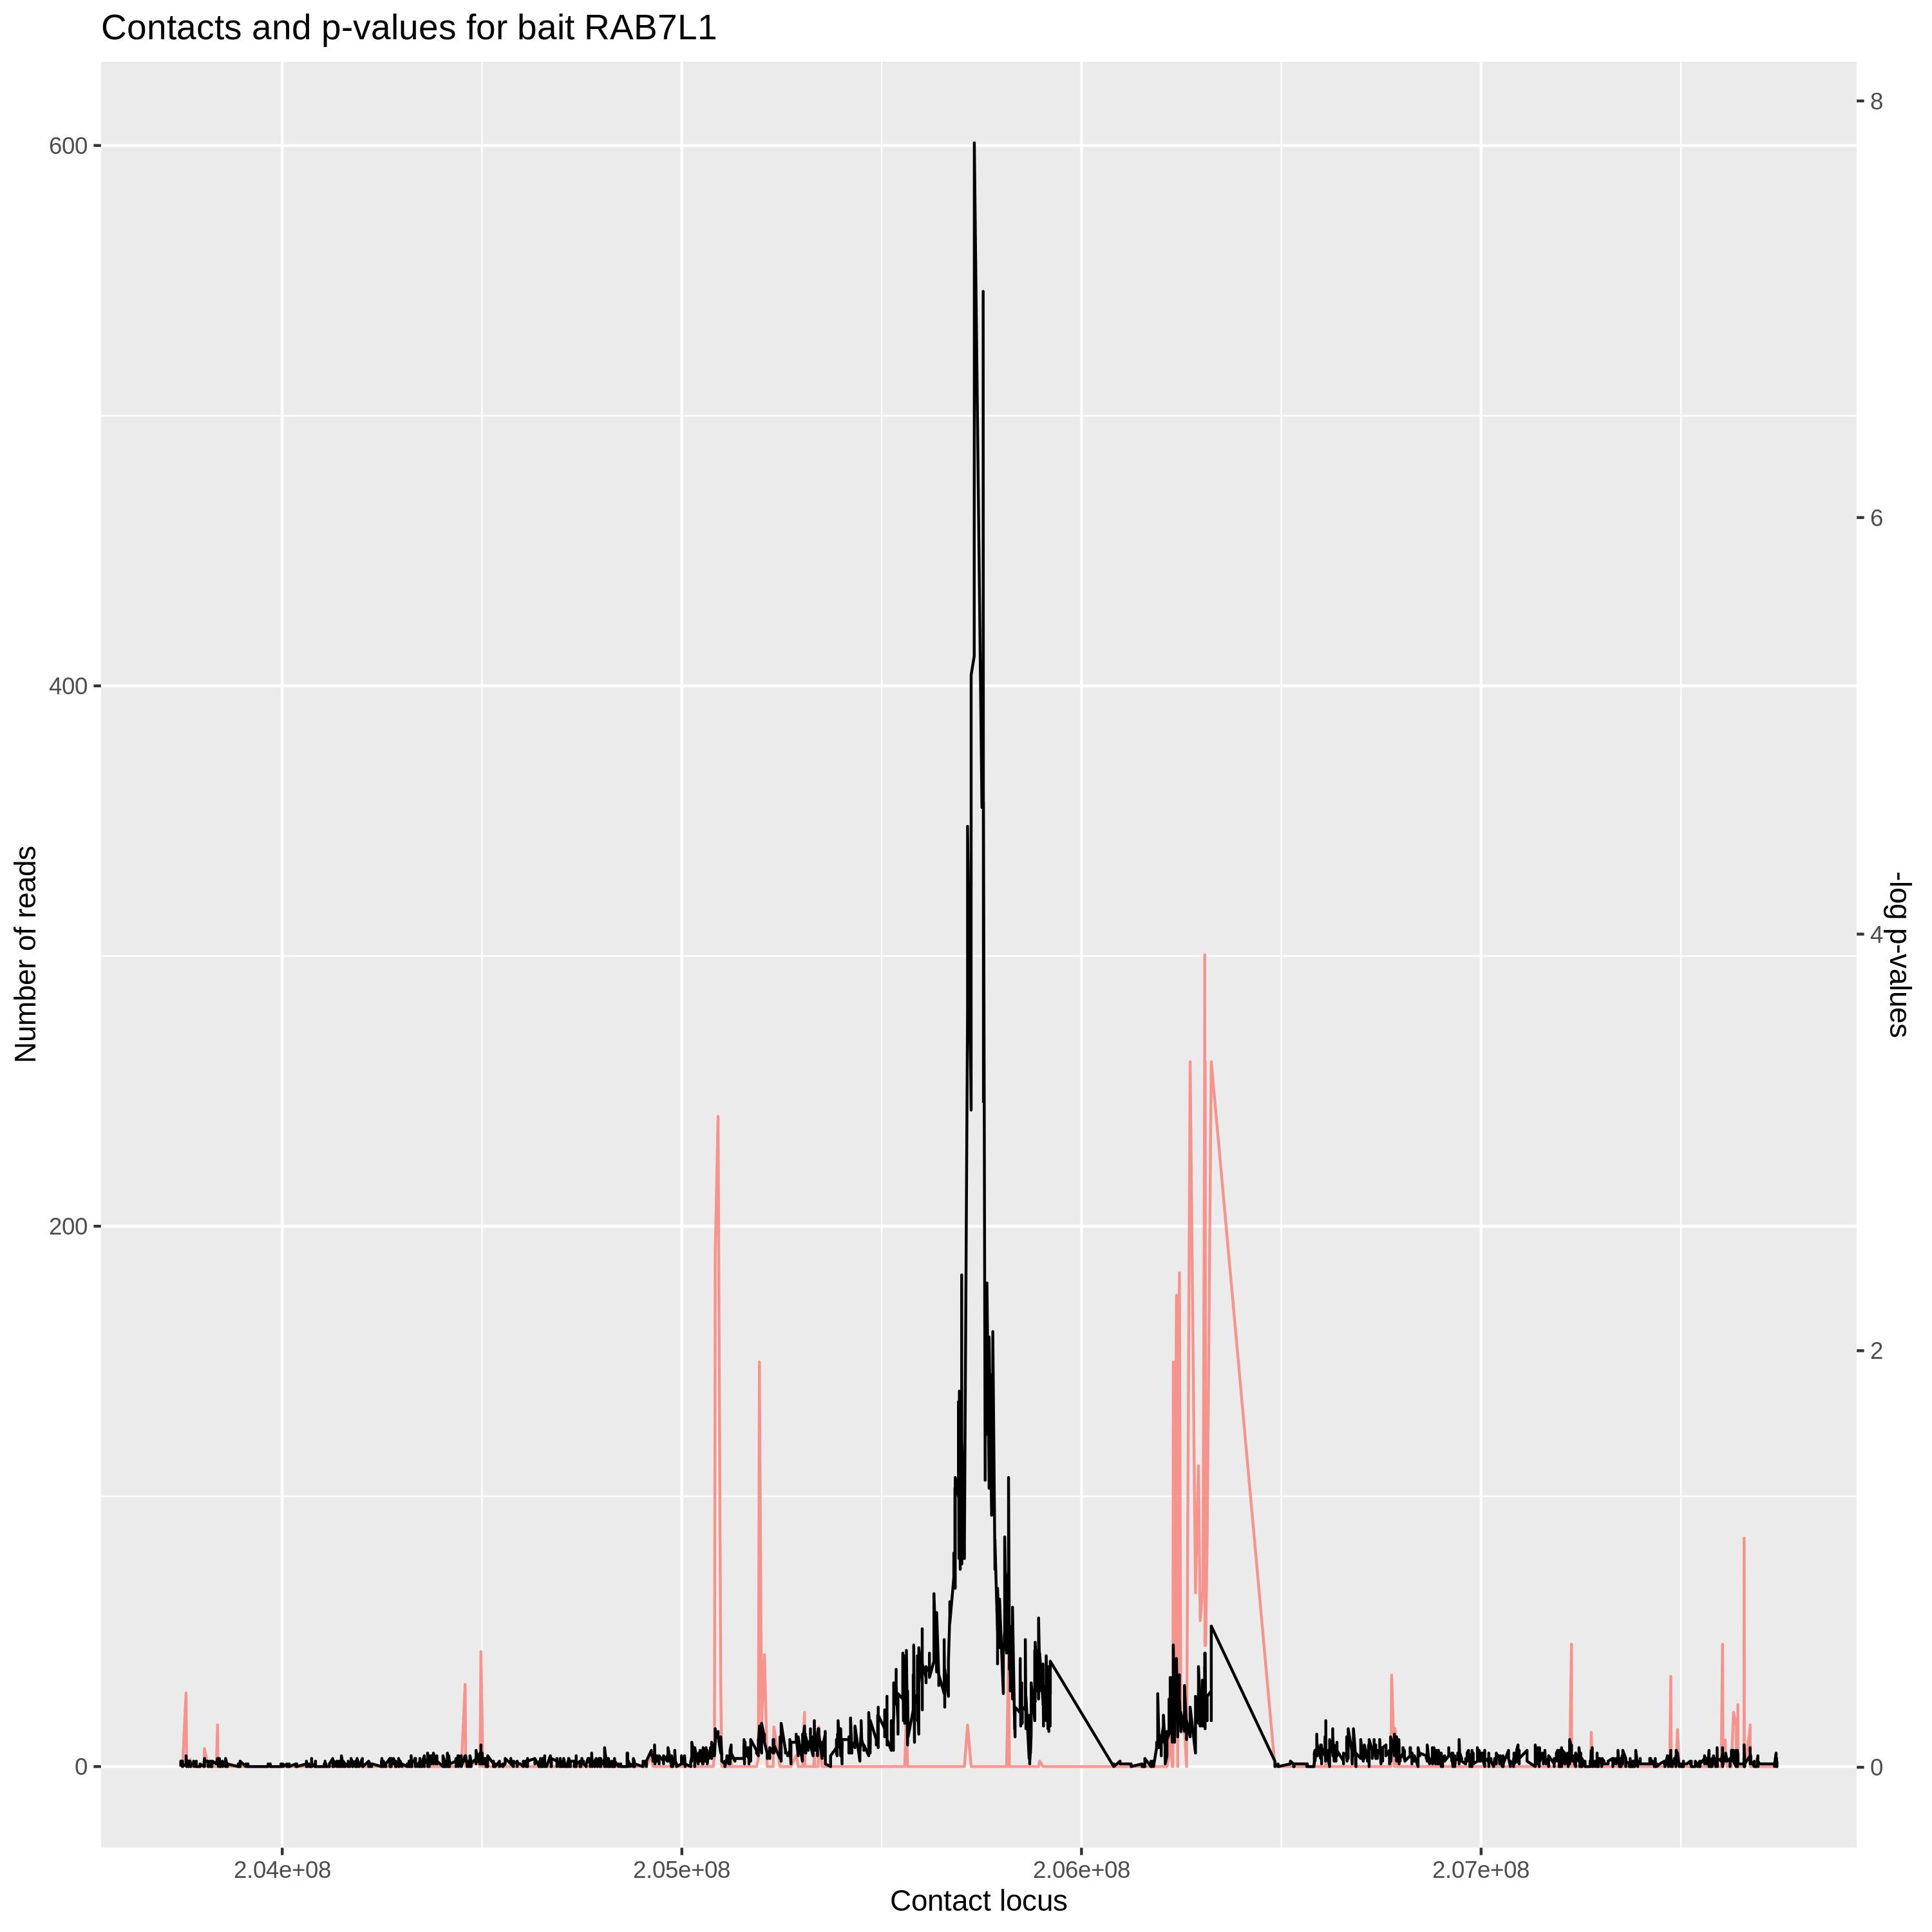 Contacts and p-values for bait RAB7L1
600
400
200
0
Number of reads
8
6
4
2
0
-log p-values
2.04e+08
2.05e+08
2.06e+08
2.07e+08
Contact locus